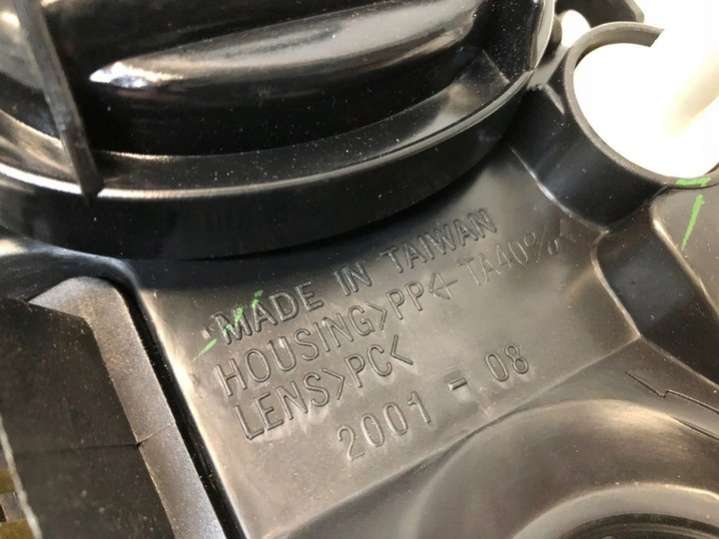 MADE IN TAIWAN
HOUSING>PP<-TA40%<
LENS>PC<
2001 - 08